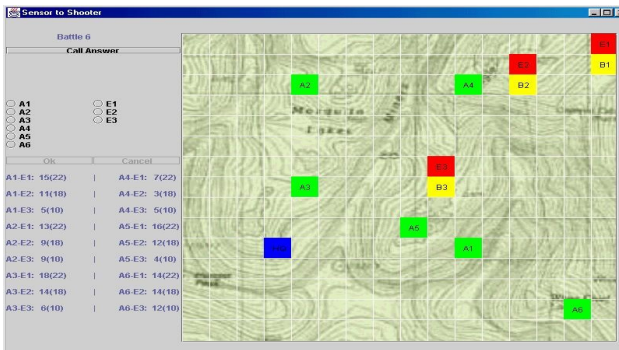 Sensor to Shooter
Battle 6
Call Answer
A1 E1
A2 E2
A3 E3
A4
A5
A6
Ok Cancel
A1-E1: 15(22) | A4-E1: 7(22)
A1-E2: 11(18) | A4-E2: 3(18)
A1-E3: 5(10) | A4-E3: 5(10)
A2-E1: 13(22) | A5-E1: 16(22)
A2-E2: 9(18) | A5-E2: 12(18)
A2-E3: 9(10) | A5-E3: 4(10)
A3-E1: 18(22) | A6-E1: 14(22)
A3-E2: 14(18) | A6-E2: 14(18)
A3-E3: 6(10) | A6-E3: 12(10)
E1
E2 B1
A2 A4 B2
Mosquito
Lakes
E3
A3 B3
A5
A1
A6